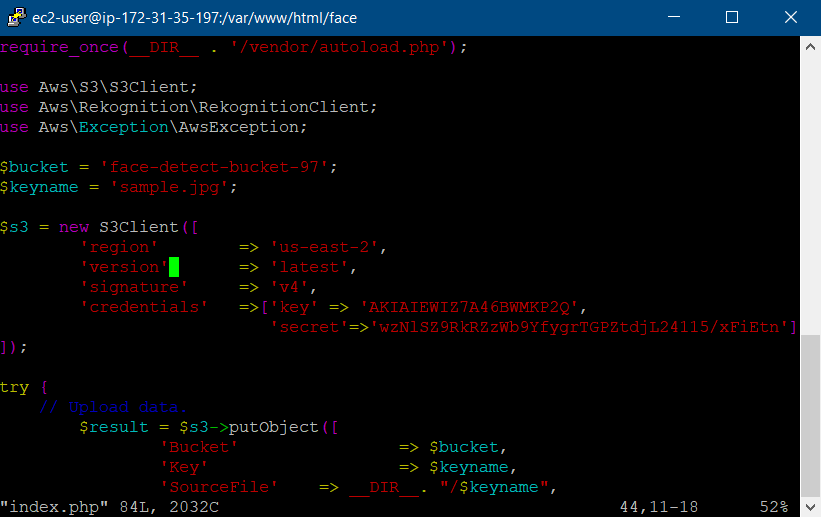 ec2-user@ip-172-31-35-197:/var/www/html/face
require_once(__DIR__ . '/vendor/autoload.php');
use Aws\S3\S3Client;
use Aws\Rekognition\RekognitionClient;
use Aws\Exception\AwsException;
$bucket = 'face-detect-bucket-97';
$keyname = 'sample.jpg';
$s3 = new S3Client([
'region' => 'us-east-2',
'version' => 'latest',
'signature' => 'v4',
'credentials' =>['key' => 'AKIAIEWIZ7A46BWMKP2Q',
'secret'=>'wzNlSZ9RkRZzWb9YfygrTGPZtdjL24115/xFiEtn']
]);
try {
// Upload data.
$result = $s3->putObject([
'Bucket' => $bucket,
'Key' => $keyname,
'SourceFile' => __DIR__. "/$keyname",
"index.php" 84L, 2032C 44,11-18 52%